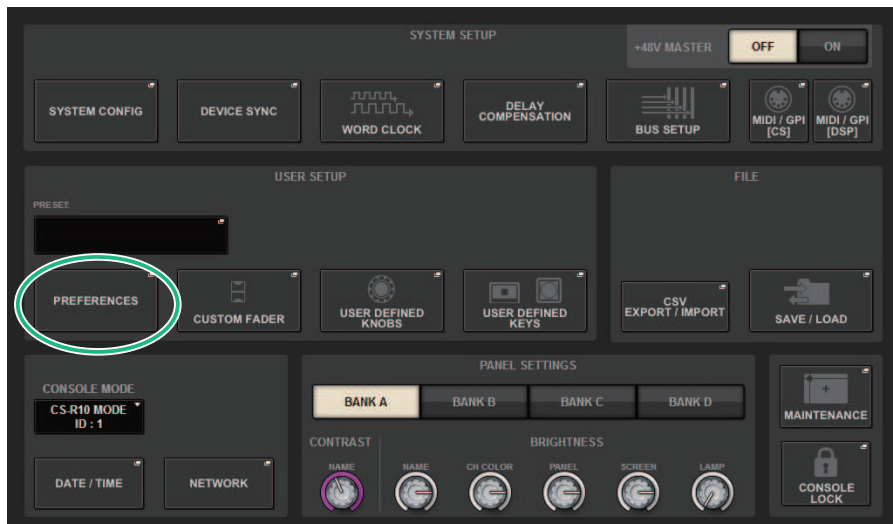 SYSTEM SETUP
+48V MASTER
OFF
ON
SYSTEM CONFIG
DEVICE SYNC
WORD CLOCK
DELAY
COMPENSATION
BUS SETUP
MIDI / GPI
[CS]
MIDI / GPI
[DSP]
USER SETUP
PRESET:
PREFERENCES
CUSTOM FADER
USER DEFINED
KNOBS
USER DEFINED
KEYS
FILE
CSV
EXPORT / IMPORT
SAVE / LOAD
CONSOLE MODE
CS-R10 MODE
ID : 1
DATE / TIME
NETWORK
PANEL SETTINGS
BANK A
BANK B
BANK C
BANK D
CONTRAST
BRIGHTNESS
NAME
NAME
CH COLOR
PANEL
SCREEN
LAMP
MAINTENANCE
CONSOLE
LOCK